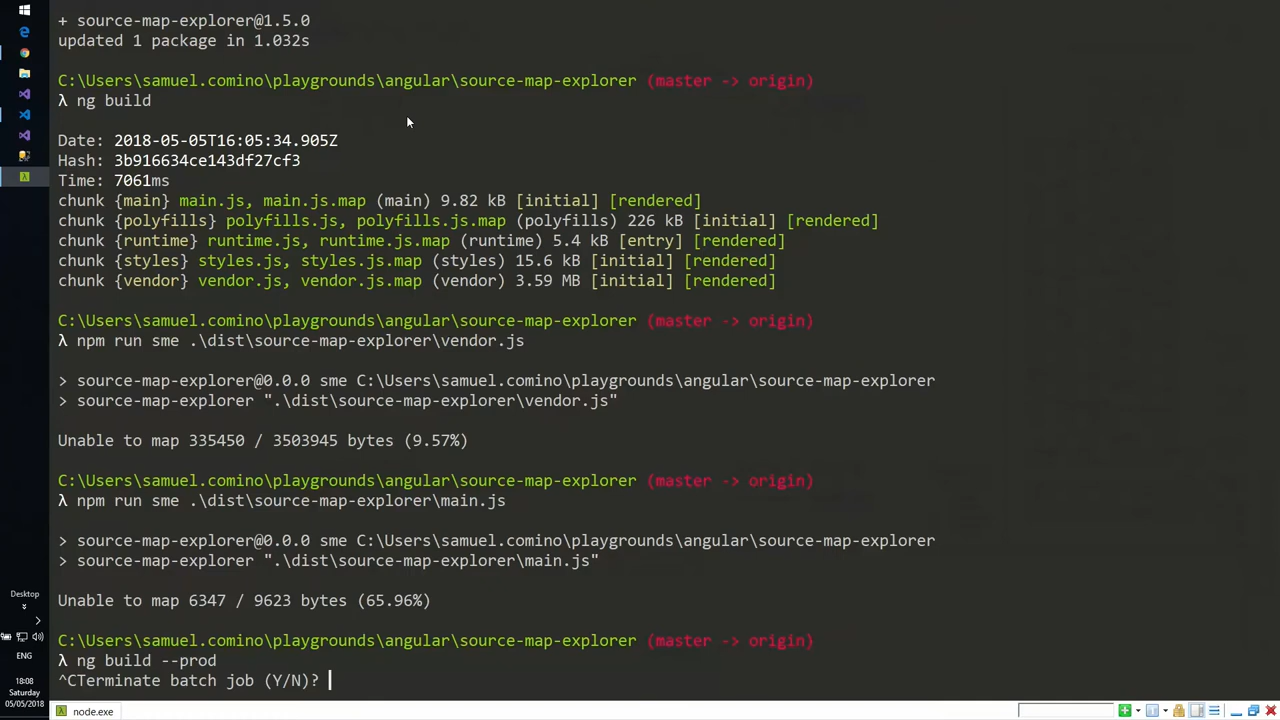 + source-map-explorer@1.5.0
updated 1 package in 1.032s
C:\Users\samuel.comino\playgrounds\angular\source-map-explorer (master -> origin)
λ ng build
Date: 2018-05-05T16:05:34.905Z
Hash: 3b916634ce143df27cf3
Time: 7061ms
chunk {main} main.js, main.js.map (main) 9.82 kB [initial] [rendered]
chunk {polyfills} polyfills.js, polyfills.js.map (polyfills) 226 kB [initial] [rendered]
chunk {runtime} runtime.js, runtime.js.map (runtime) 5.4 kB [entry] [rendered]
chunk {styles} styles.js, styles.js.map (styles) 15.6 kB [initial] [rendered]
chunk {vendor} vendor.js, vendor.js.map (vendor) 3.59 MB [initial] [rendered]
C:\Users\samuel.comino\playgrounds\angular\source-map-explorer (master -> origin)
λ npm run sme .\dist\source-map-explorer\vendor.js
> source-map-explorer@0.0.0 sme C:\Users\samuel.comino\playgrounds\angular\source-map-explorer
> source-map-explorer ".\dist\source-map-explorer\vendor.js"
Unable to map 335450 / 3503945 bytes (9.57%)
C:\Users\samuel.comino\playgrounds\angular\source-map-explorer (master -> origin)
λ npm run sme .\dist\source-map-explorer\main.js
> source-map-explorer@0.0.0 sme C:\Users\samuel.comino\playgrounds\angular\source-map-explorer
> source-map-explorer ".\dist\source-map-explorer\main.js"
Unable to map 6347 / 9623 bytes (65.96%)
C:\Users\samuel.comino\playgrounds\angular\source-map-explorer (master -> origin)
λ ng build --prod
^CTerminate batch job (Y/N)?
Desktop
ENG
18:08
Saturday
05/05/2018
λ node.exe